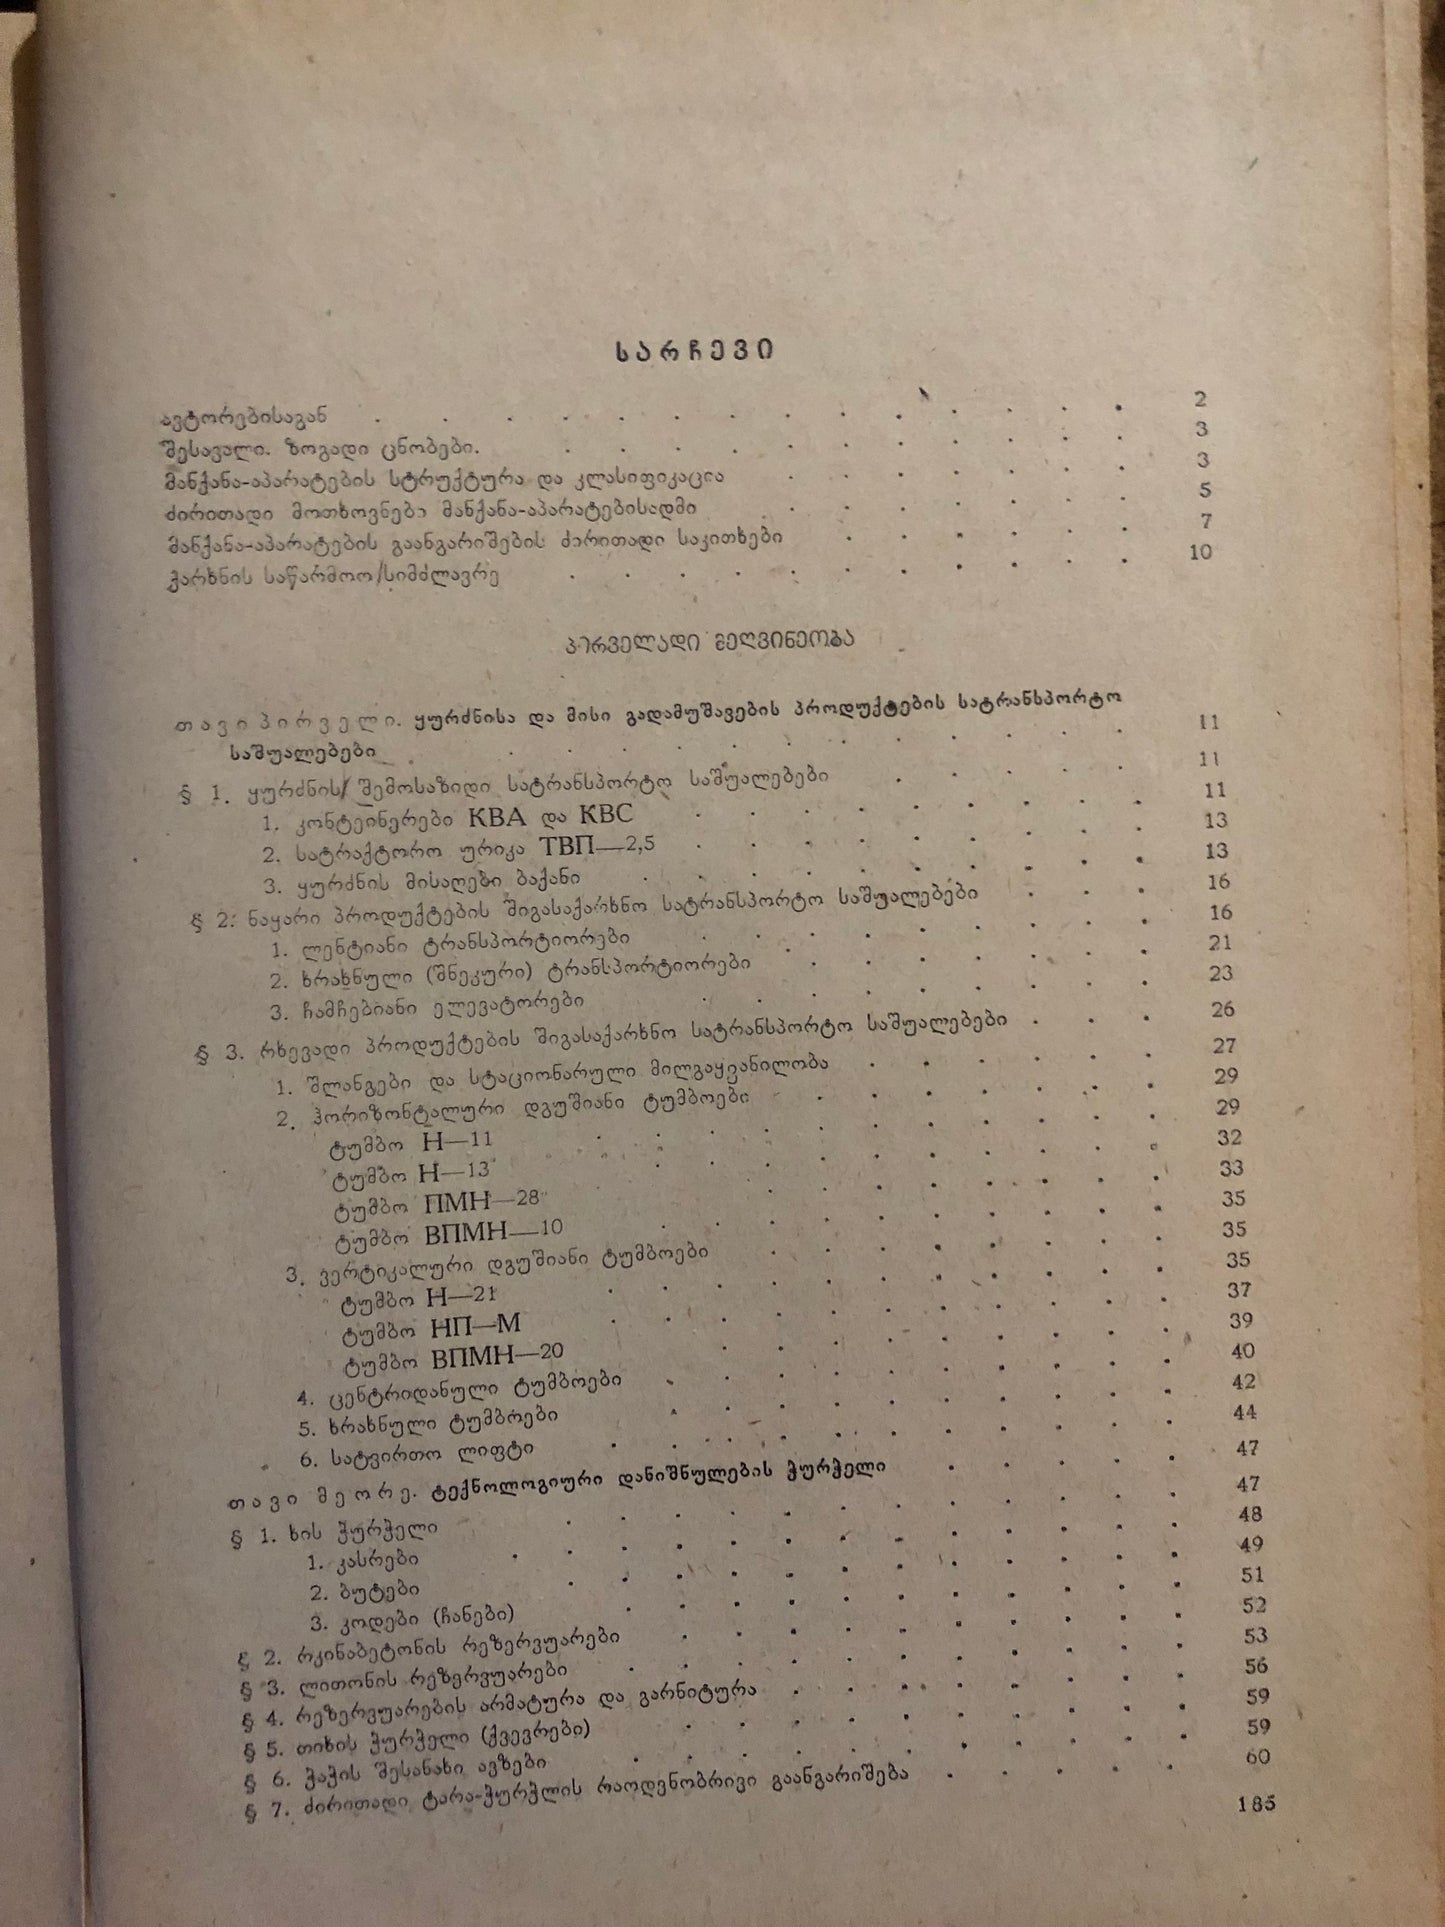 სარჩევი
ავტორებისაგან . . . . . . . . . . . . . . 2
შესავალი. ზოგადი ცნობები. . . . . . . . . . . . 3
მანქანა-აპარატების სტრუქტურა და კლასიფიკაცია . . . . . . . 3
ძირითადი მოთხოვნები მანქანა-აპარატებისადმი . . . . . . . 5
მანქანა-აპარატების გაანგარიშების ძირითადი საკითხები . . . . . . 7
ქარხნის საწარმოო/სიმძლავრე . . . . . . . . . . . 10
პირველადი მეღვინეობა
თავი პირველი. ყურძნისა და მისი გადამუშავების პროდუქტების სატრანსპორტო
საშუალებები . . . . . . . . . . . . 11
§ 1. ყურძნის/ შემოსაზიდი სატრანსპორტო საშუალებები . . . . . 11
1. კონტეინერები КВА და КВС . . . . . . . . . 11
2. სატრაქტორო ურიკა ТВП—2,5 . . . . . . . . . 13
3. ყურძნის მისაღები ბაქანი . . . . . . . . . . 13
§ 2. ნაყარი პროდუქტების შიგასაქარხნო სატრანსპორტო საშუალებები . . . 16
1. ლენტიანი ტრანსპორტიორები . . . . . . . . . 16
2. ხრახნული (შნეკური) ტრანსპორტიორები . . . . . . . 21
3. ჩამჩებიანი ელევატორები . . . . . . . . . 23
§ 3. რხევადი პროდუქტების შიგასაქარხნო სატრანსპორტო საშუალებები . . . 26
1. შლანგები და სტაციონარული მილგაყვანილობა . . . . . . 27
2. ჰორიზონტალური დგუშიანი ტუმბოები . . . . . . . 29
ტუმბო Н—11 . . . . . . . . . . . 29
ტუმბო Н—13 . . . . . . . . . . 32
ტუმბო ПМН—28 . . . . . . . . 33
ტუმბო ВПМН—10 . . . . . . . . . . 35
3. ვერტიკალური დგუშიანი ტუმბოები . . . . . . . . 35
ტუმბო Н—21 . . . . . . . . . . . 35
ტუმბო НП—М . . . . . . . . . . . 37
ტუმბო ВПМН—20 . . . . . . . . . 39
4. ცენტრიდანული ტუმბოები . . . . . . . . . . 40
5. ხრახნული ტუმბოები . . . . . . . . . . 42
6. სატვირთო ლიფტი . . . . . . . . . . . 44
თავი მეორე. ტექნოლოგიური დანიშნულების ჭურჭელი . . . . . 47
§ 1. ხის ჭურჭელი . . . . . . . . . . . . 47
1. კასრები . . . . . . . . . . . . . 48
2. ბუტები . . . . . . . . . . . . 49
3. კოდები (ჩანები) . . . . . . . . . . . 51
§ 2. რკინაბეტონის რეზერვუარები . . . . . . . . . . 52
§ 3. ლითონის რეზერვუარები . . . . . . . . . . . 53
§ 4. რეზერვუარების არმატურა და გარნიტურა . . . . . . . . 56
§ 5. თიხის ჭურჭელი (ქვევრები) . . . . . . . . . . 59
§ 6. ჭაჭის შესანახი ავზები . . . . . . . . . . . 59
§ 7. ძირითადი ტარა-ჭურჭლის რაოდენობრივი გაანგარიშება . . . . . 60
185